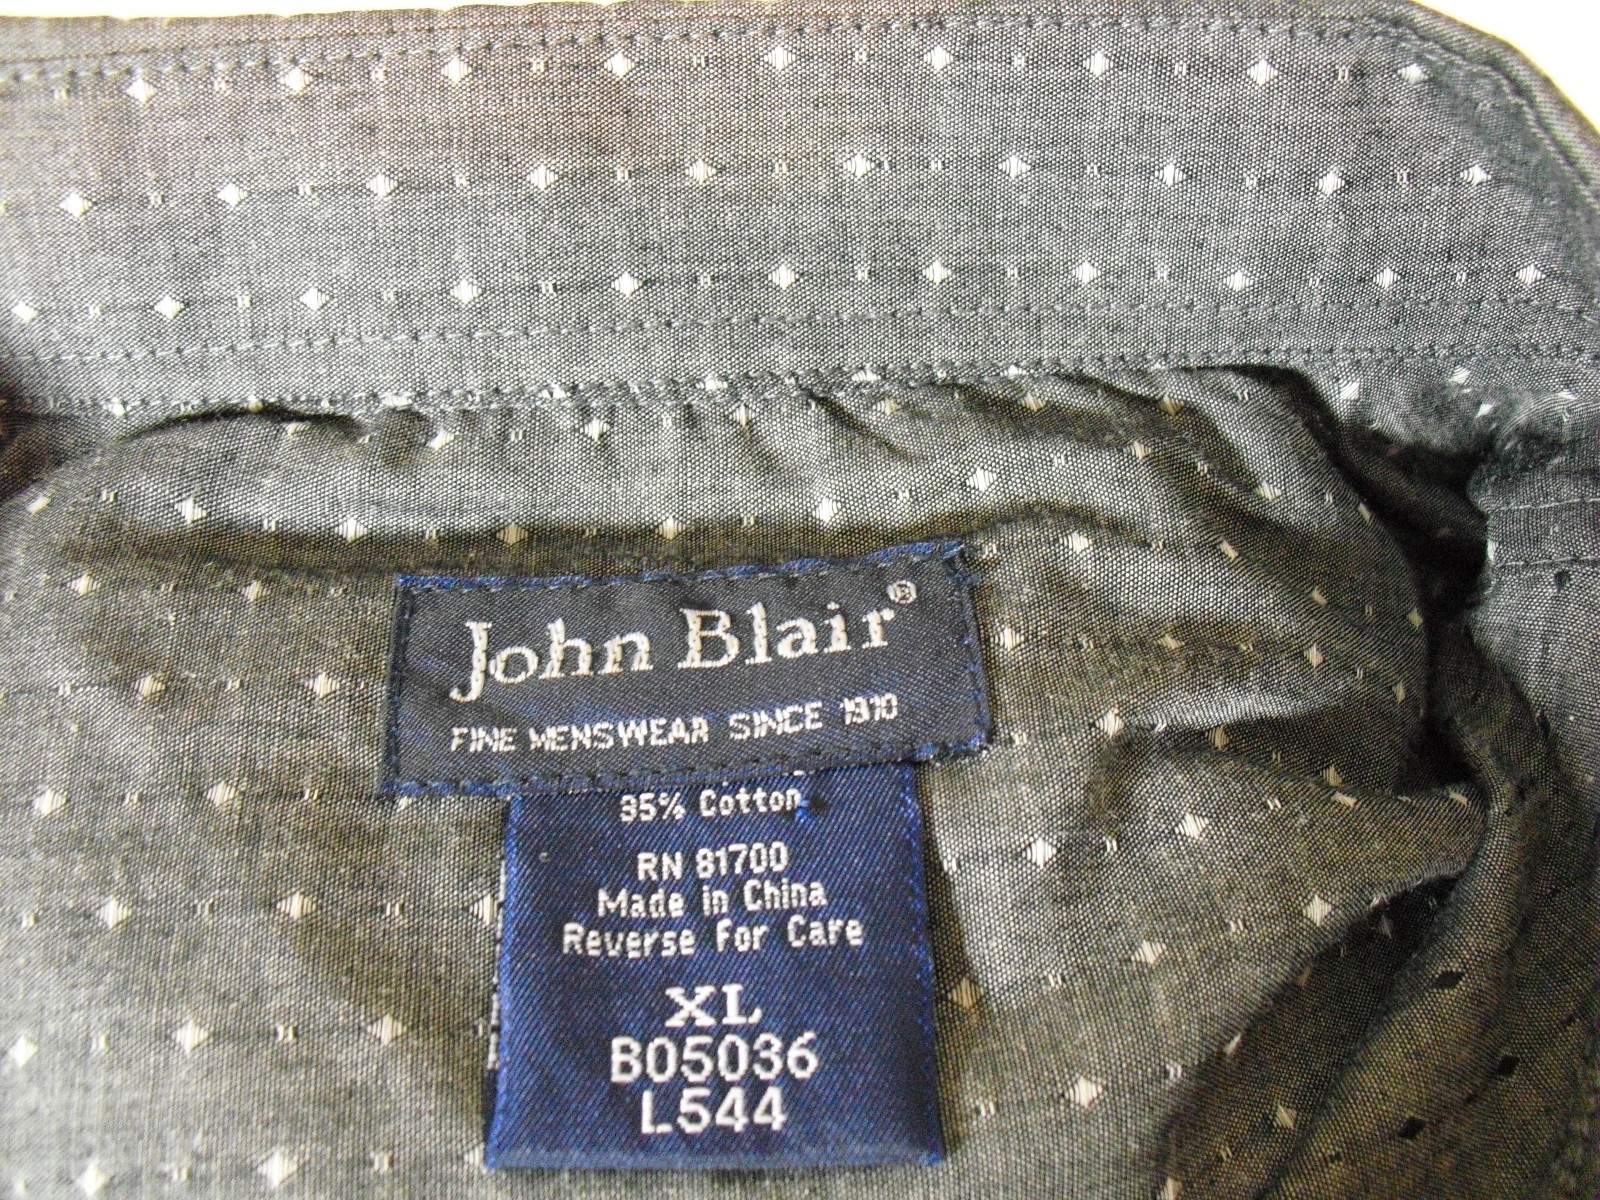 John Blair®
FINE MENSWEAR SINCE 1910
35% Cotton
RN 81700
Made in China
Reverse For Care
XL
B05036
L544